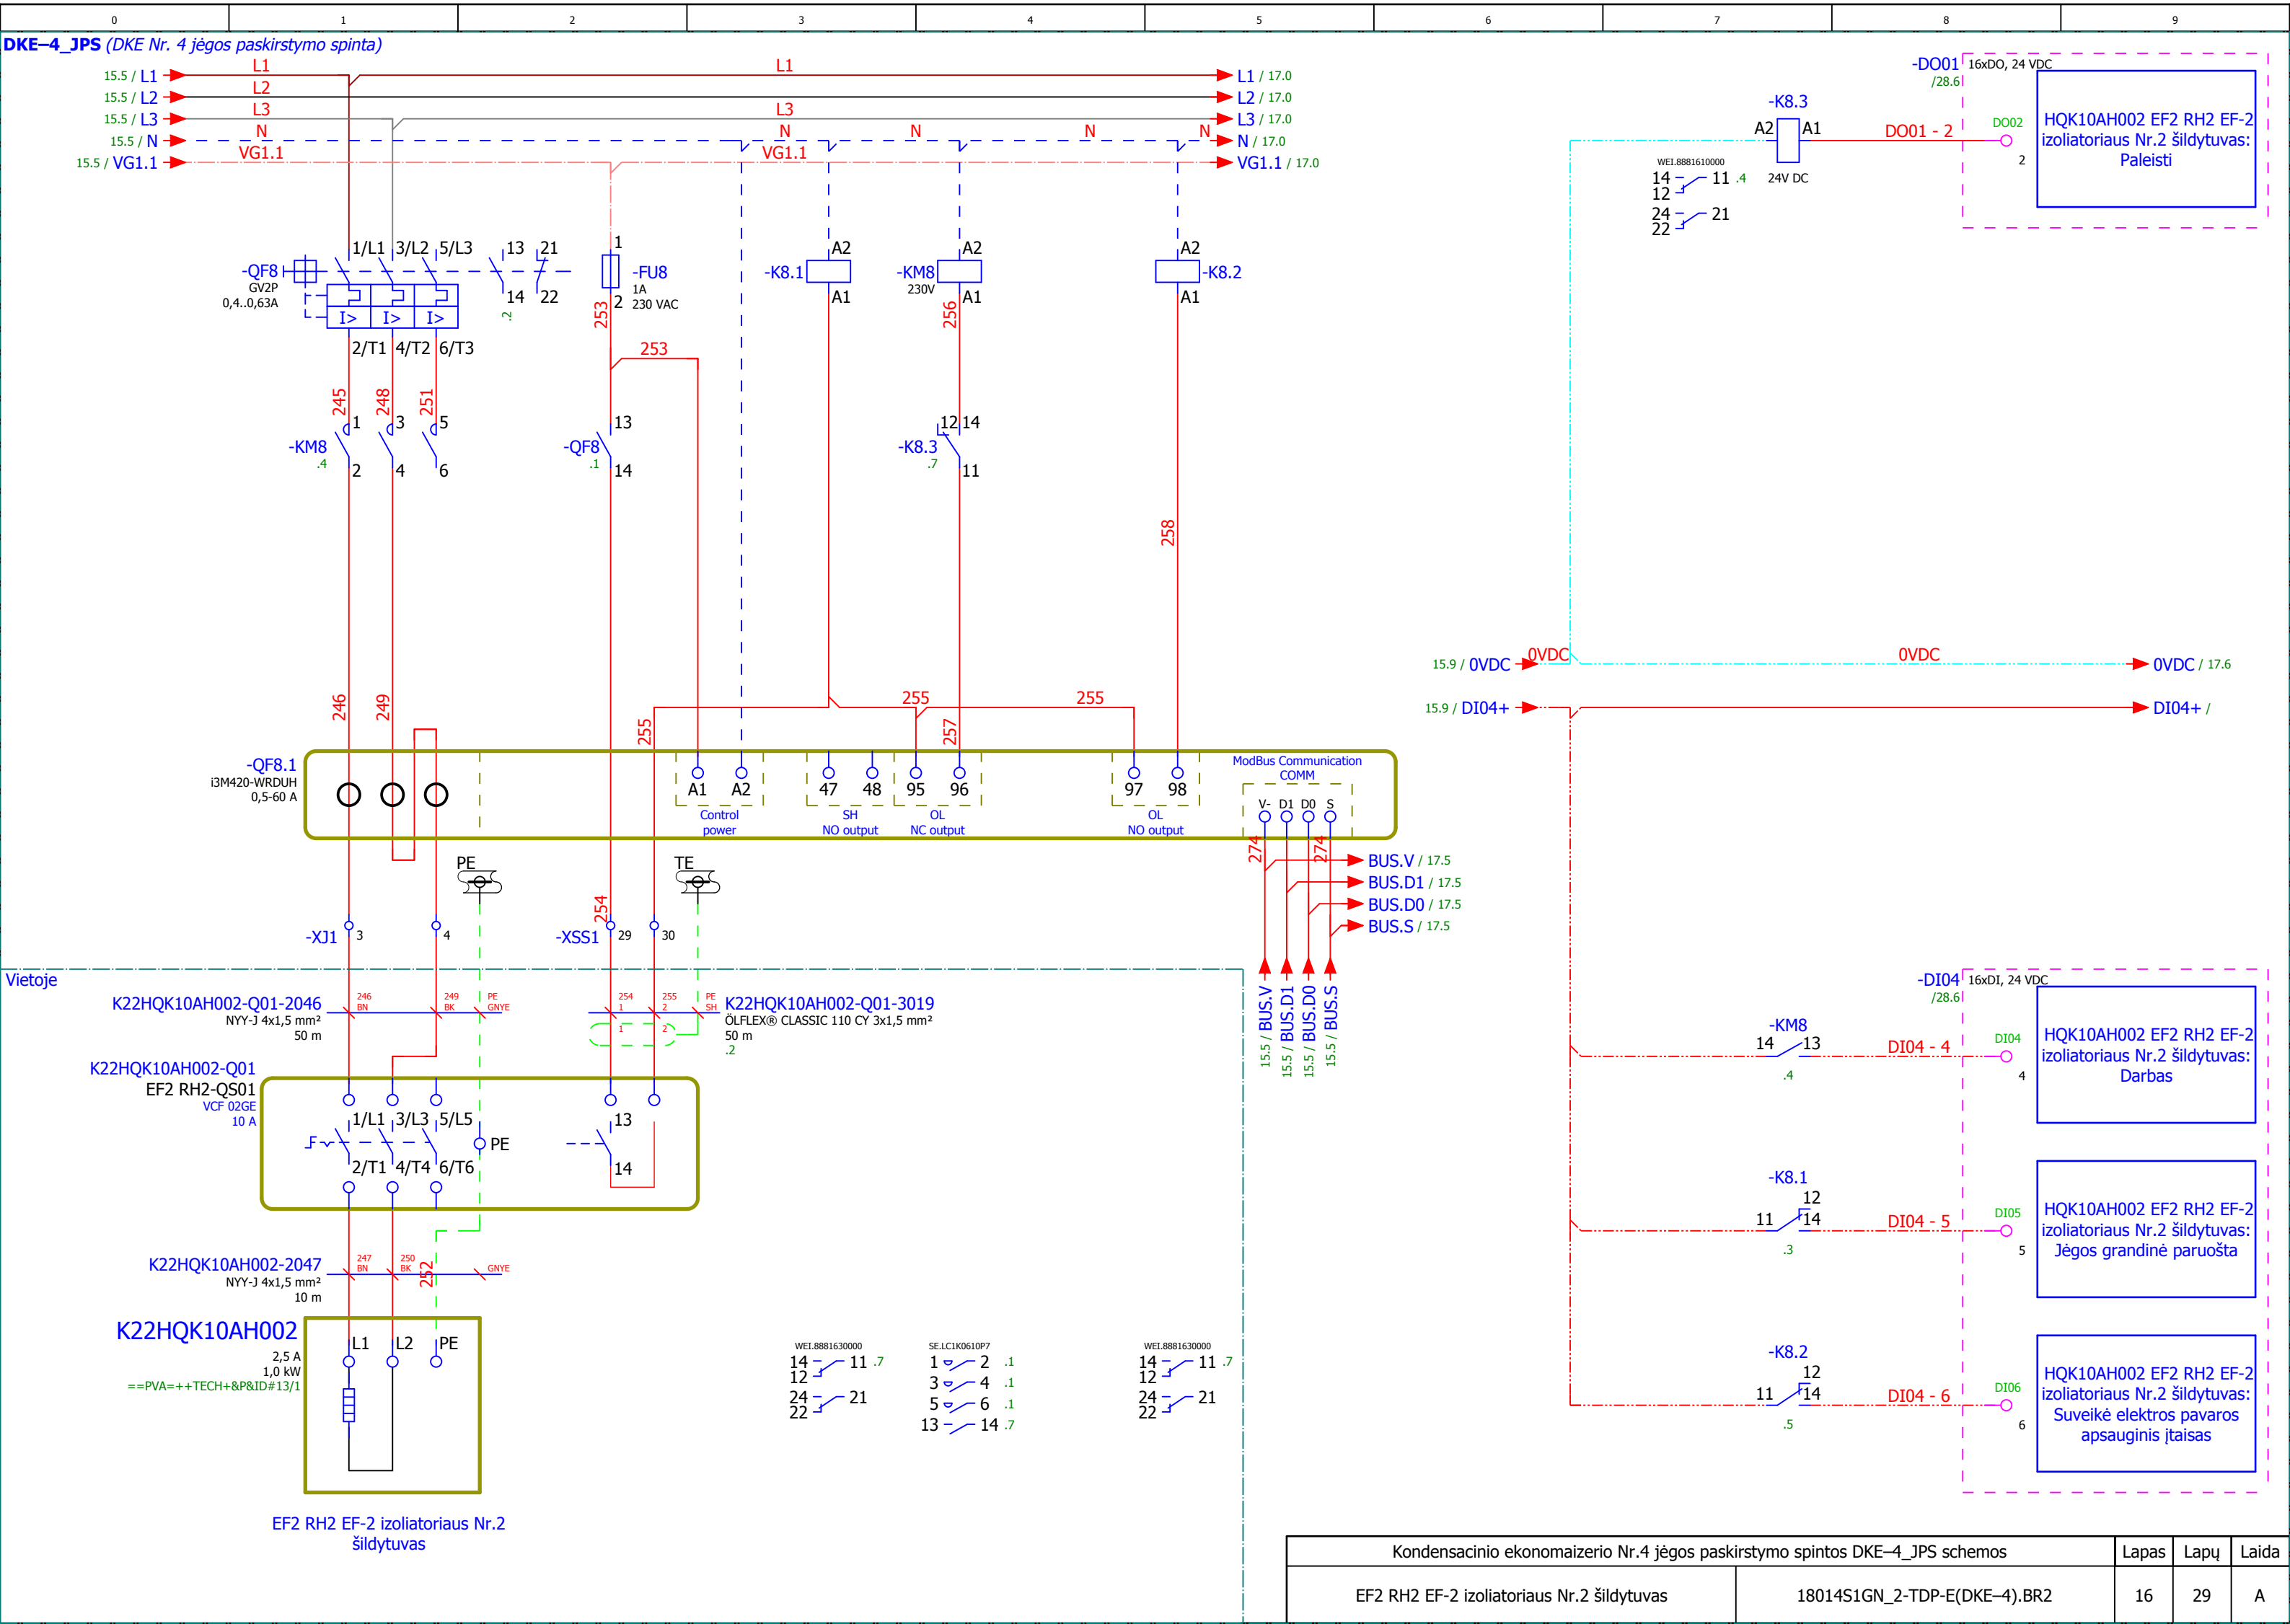 0 1 2 3 4 5 6 7 8 9
DKE–4_JPS (DKE Nr. 4 jėgos paskirstymo spinta)
15.5 / L1 L1 L1 L1 / 17.0
15.5 / L2 L2 L2 / 17.0
15.5 / L3 L3 L3 L3 / 17.0
15.5 / N N N N N N N / 17.0
15.5 / VG1.1 VG1.1 VG1.1 VG1.1 / 17.0
-DO01 16xDO, 24 VDC
/28.6
-K8.3
A2 A1 DO01 - 2 DO02
2
HQK10AH002 EF2 RH2 EF-2
izoliatoriaus Nr.2 šildytuvas:
Paleisti
WEI.8881610000
14 11 .4 24V DC
12
24 21
22
1/L1 3/L2 5/L3 13 21
-QF8
GV2P
0,4..0,63A
14 22
.2
I> I> I>
2/T1 4/T2 6/T3
1
-FU8
1A
2 230 VAC
253
253
A2
-K8.1
A1
A2
-KM8
230V
A1
256
A2
-K8.2
A1
245 248 251
1 3 5
-KM8
.4
2 4 6
13
-QF8
.1
14
12 14
-K8.3
.7
11
258
15.9 / 0VDC 0VDC 0VDC 0VDC / 17.6
15.9 / DI04+ DI04+ /
246 249 255 255 257 255
-QF8.1
i3M420-WRDUH
0,5-60 A
A1 A2 47 48 95 96 97 98
Control
power
SH
NO output
OL
NC output
OL
NO output
ModBus Communication
COMM
V- D1 D0 S
274 274
BUS.V / 17.5
BUS.D1 / 17.5
BUS.D0 / 17.5
BUS.S / 17.5
PE TE
254
-XJ1 3 4 -XSS1 29 30
Vietoje
15.5 / BUS.V
15.5 / BUS.D1
15.5 / BUS.D0
15.5 / BUS.S
K22HQK10AH002-Q01-2046
NYY-J 4x1,5 mm²
50 m
246 249 PE
BN BK GNYE
254 255 PE
1 2 SH
1 2
K22HQK10AH002-Q01-3019
ÖLFLEX® CLASSIC 110 CY 3x1,5 mm²
50 m
.2
K22HQK10AH002-Q01
EF2 RH2-QS01
VCF 02GE
10 A
1/L1 3/L3 5/L5
PE
2/T1 4/T4 6/T6
13
14
K22HQK10AH002-2047
NYY-J 4x1,5 mm²
10 m
247 250
BN BK GNYE
252
K22HQK10AH002
2,5 A
1,0 kW
==PVA=++TECH+&P&ID#13/1
L1 L2 PE
EF2 RH2 EF-2 izoliatoriaus Nr.2
šildytuvas
WEI.8881630000
14 11 .7
12
24 21
22
SE.LC1K0610P7
1 2 .1
3 4 .1
5 6 .1
13 14 .7
WEI.8881630000
14 11 .7
12
24 21
22
-DI04 16xDI, 24 VDC
/28.6
-KM8
14 13 DI04 - 4 DI04
.4 4
HQK10AH002 EF2 RH2 EF-2
izoliatoriaus Nr.2 šildytuvas:
Darbas
-K8.1
12
11 14 DI04 - 5 DI05
.3 5
HQK10AH002 EF2 RH2 EF-2
izoliatoriaus Nr.2 šildytuvas:
Jėgos grandinė paruošta
-K8.2
12
11 14 DI04 - 6 DI06
.5 6
HQK10AH002 EF2 RH2 EF-2
izoliatoriaus Nr.2 šildytuvas:
Suveikė elektros pavaros
apsauginis įtaisas
Kondensacinio ekonomaizerio Nr.4 jėgos paskirstymo spintos DKE–4_JPS schemos Lapas Lapų Laida
EF2 RH2 EF-2 izoliatoriaus Nr.2 šildytuvas 18014S1GN_2-TDP-E(DKE–4).BR2 16 29 A